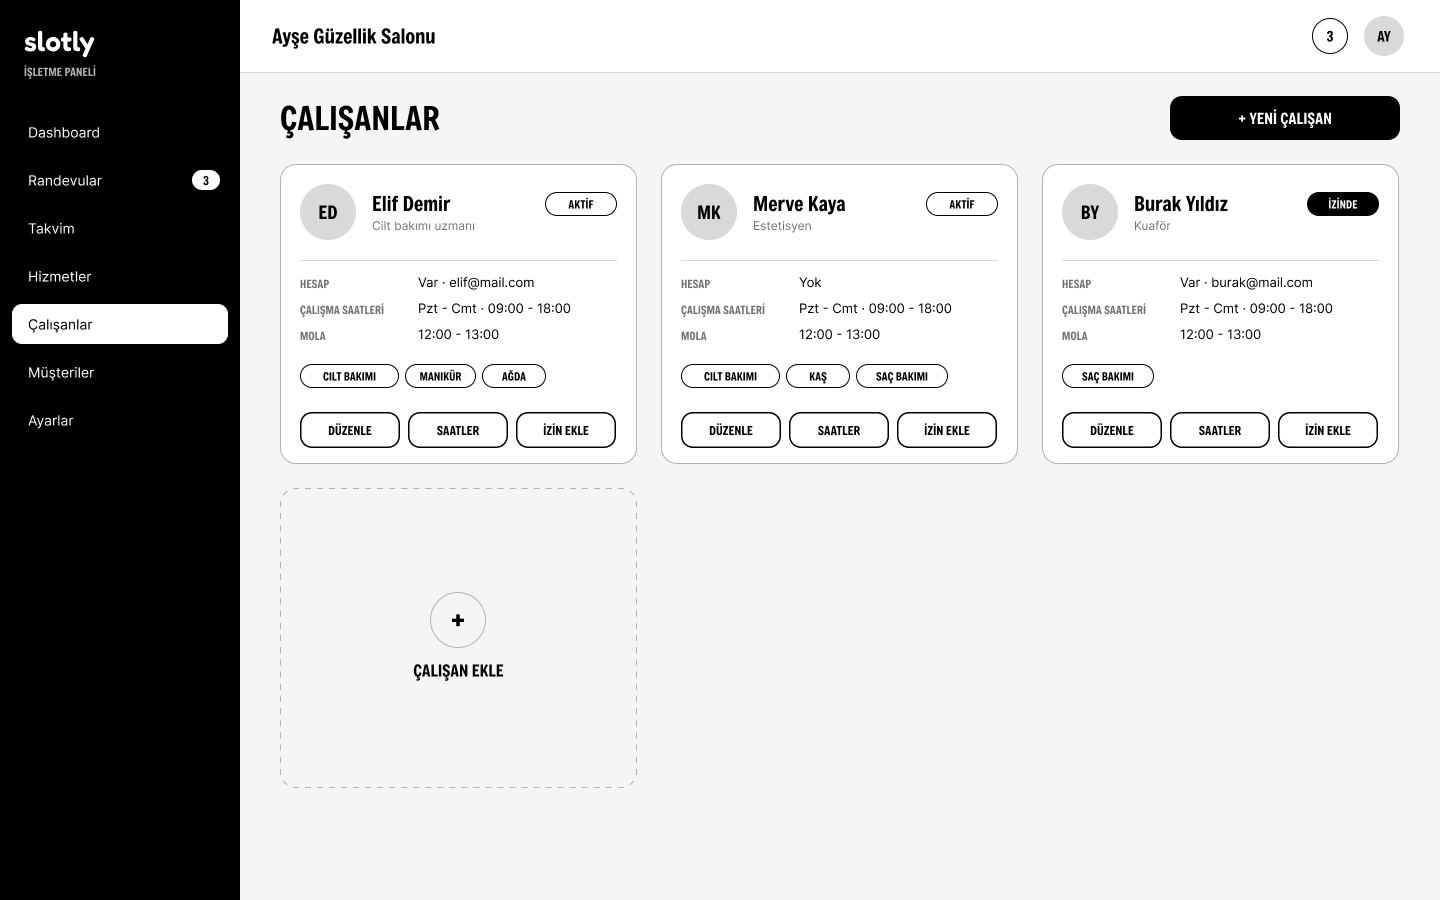 slotly
İŞLETME PANELİ
Dashboard
Randevular 3
Takvim
Hizmetler
Çalışanlar
Müşteriler
Ayarlar
Ayşe Güzellik Salonu
3
AY
ÇALIŞANLAR
+ YENİ ÇALIŞAN
ED
Elif Demir
Cilt bakımı uzmanı
AKTİF
HESAP Var · elif@mail.com
ÇALIŞMA SAATLERİ Pzt - Cmt · 09:00 - 18:00
MOLA 12:00 - 13:00
CILT BAKIMI MANIKÜR AĞDA
DÜZENLE SAATLER İZİN EKLE
MK
Merve Kaya
Estetisyen
AKTİF
HESAP Yok
ÇALIŞMA SAATLERİ Pzt - Cmt · 09:00 - 18:00
MOLA 12:00 - 13:00
CILT BAKIMI KAŞ SAÇ BAKIMI
DÜZENLE SAATLER İZİN EKLE
BY
Burak Yıldız
Kuaför
İZİNDE
HESAP Var · burak@mail.com
ÇALIŞMA SAATLERİ Pzt - Cmt · 09:00 - 18:00
MOLA 12:00 - 13:00
SAÇ BAKIMI
DÜZENLE SAATLER İZİN EKLE
+
ÇALIŞAN EKLE